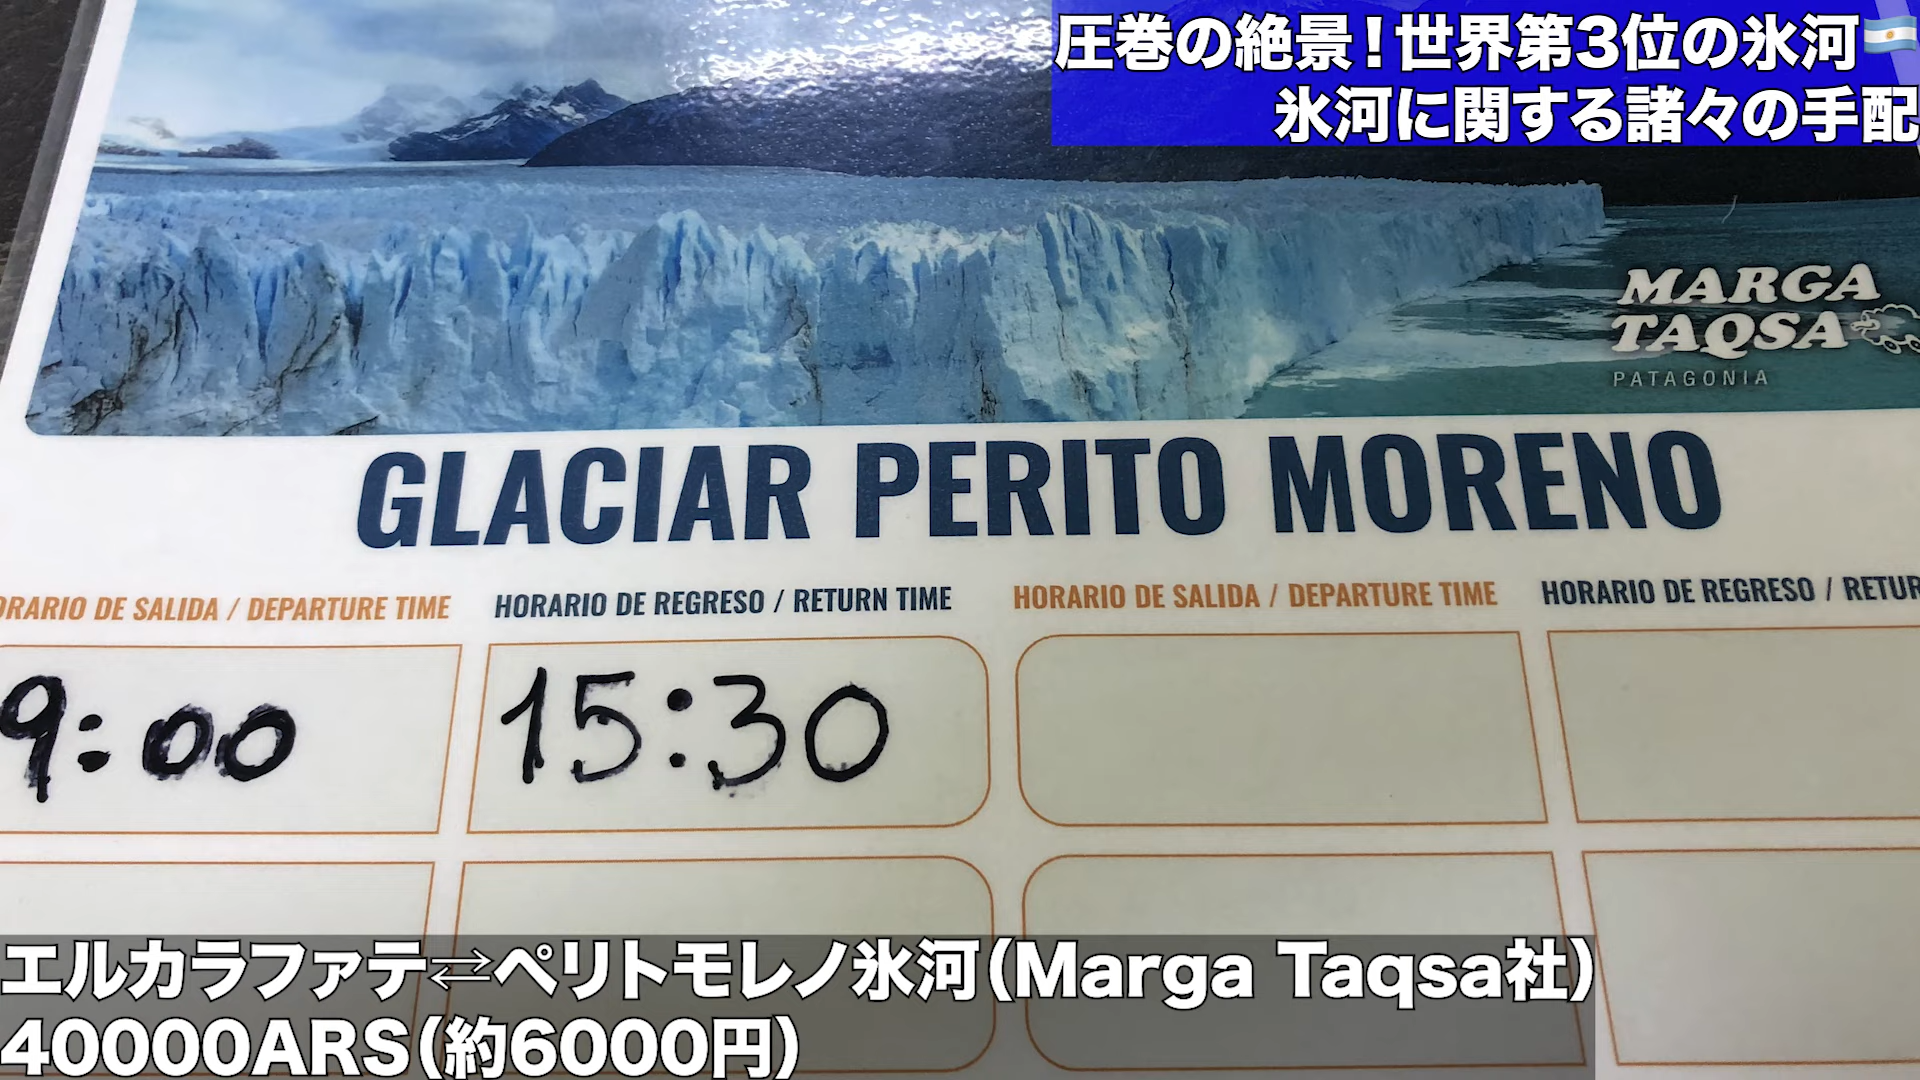 圧巻の絶景！世界第3位の氷河🇦🇷
氷河に関する諸々の手配
MARGA
TAQSA
PATAGONIA
GLACIAR PERITO MORENO
ORARIO DE SALIDA / DEPARTURE TIME
HORARIO DE REGRESO / RETURN TIME
HORARIO DE SALIDA / DEPARTURE TIME
HORARIO DE REGRESO / RETUR
9:00
15:30
エルカラファテ⇄ペリトモレノ氷河（Marga Taqsa社）
40000ARS（約6000円）